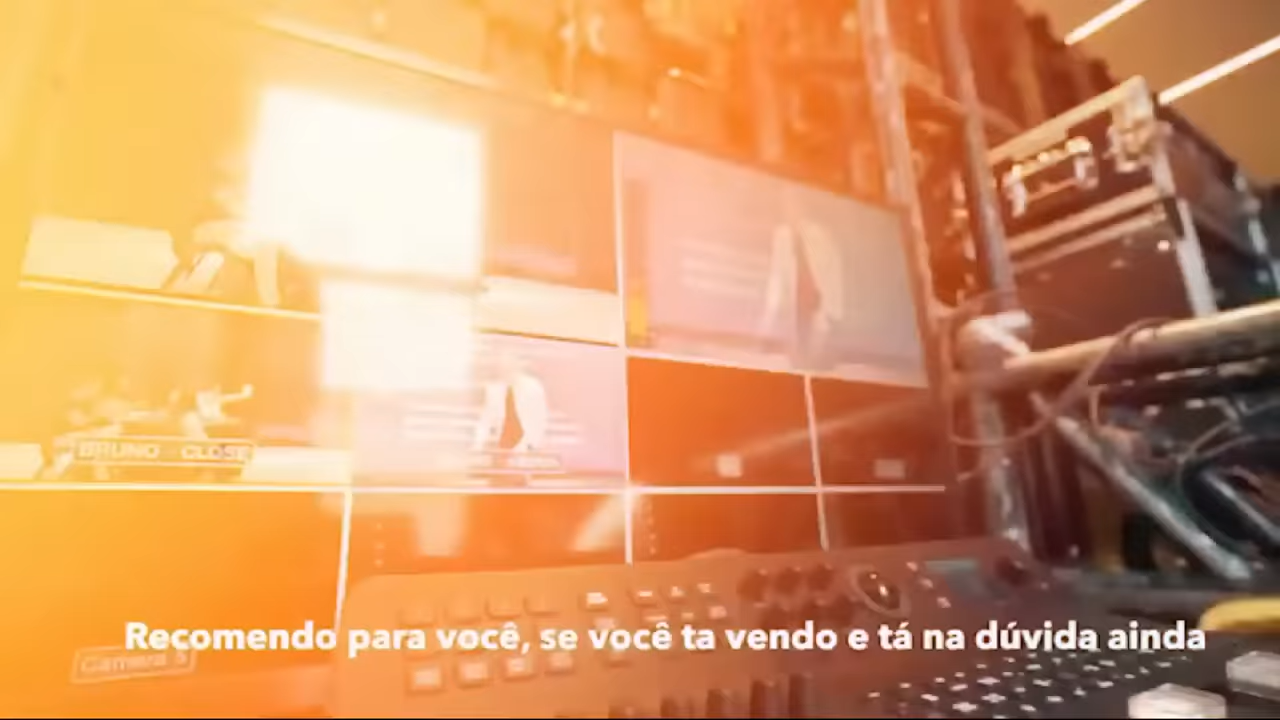 BRUNO - CLOSE
Recomendo para você, se você ta vendo e tá na dúvida ainda
Camera 5